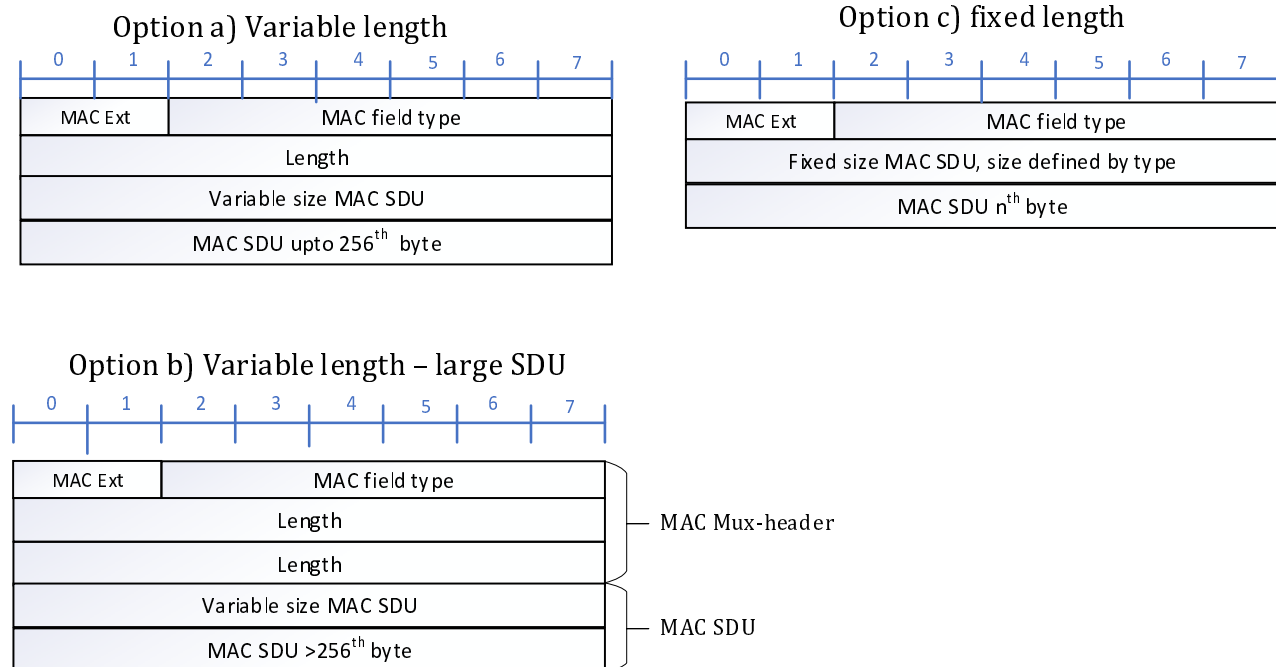 Option a) Variable length
0 1 2 3 4 5 6 7
MAC Ext MAC field type
Length
Variable size MAC SDU
MAC SDU upto 256th byte
Option c) fixed length
0 1 2 3 4 5 6 7
MAC Ext MAC field type
Fixed size MAC SDU, size defined by type
MAC SDU nth byte
Option b) Variable length – large SDU
0 1 2 3 4 5 6 7
MAC Ext MAC field type
Length
Length
MAC Mux-header
Variable size MAC SDU
MAC SDU >256th byte
MAC SDU